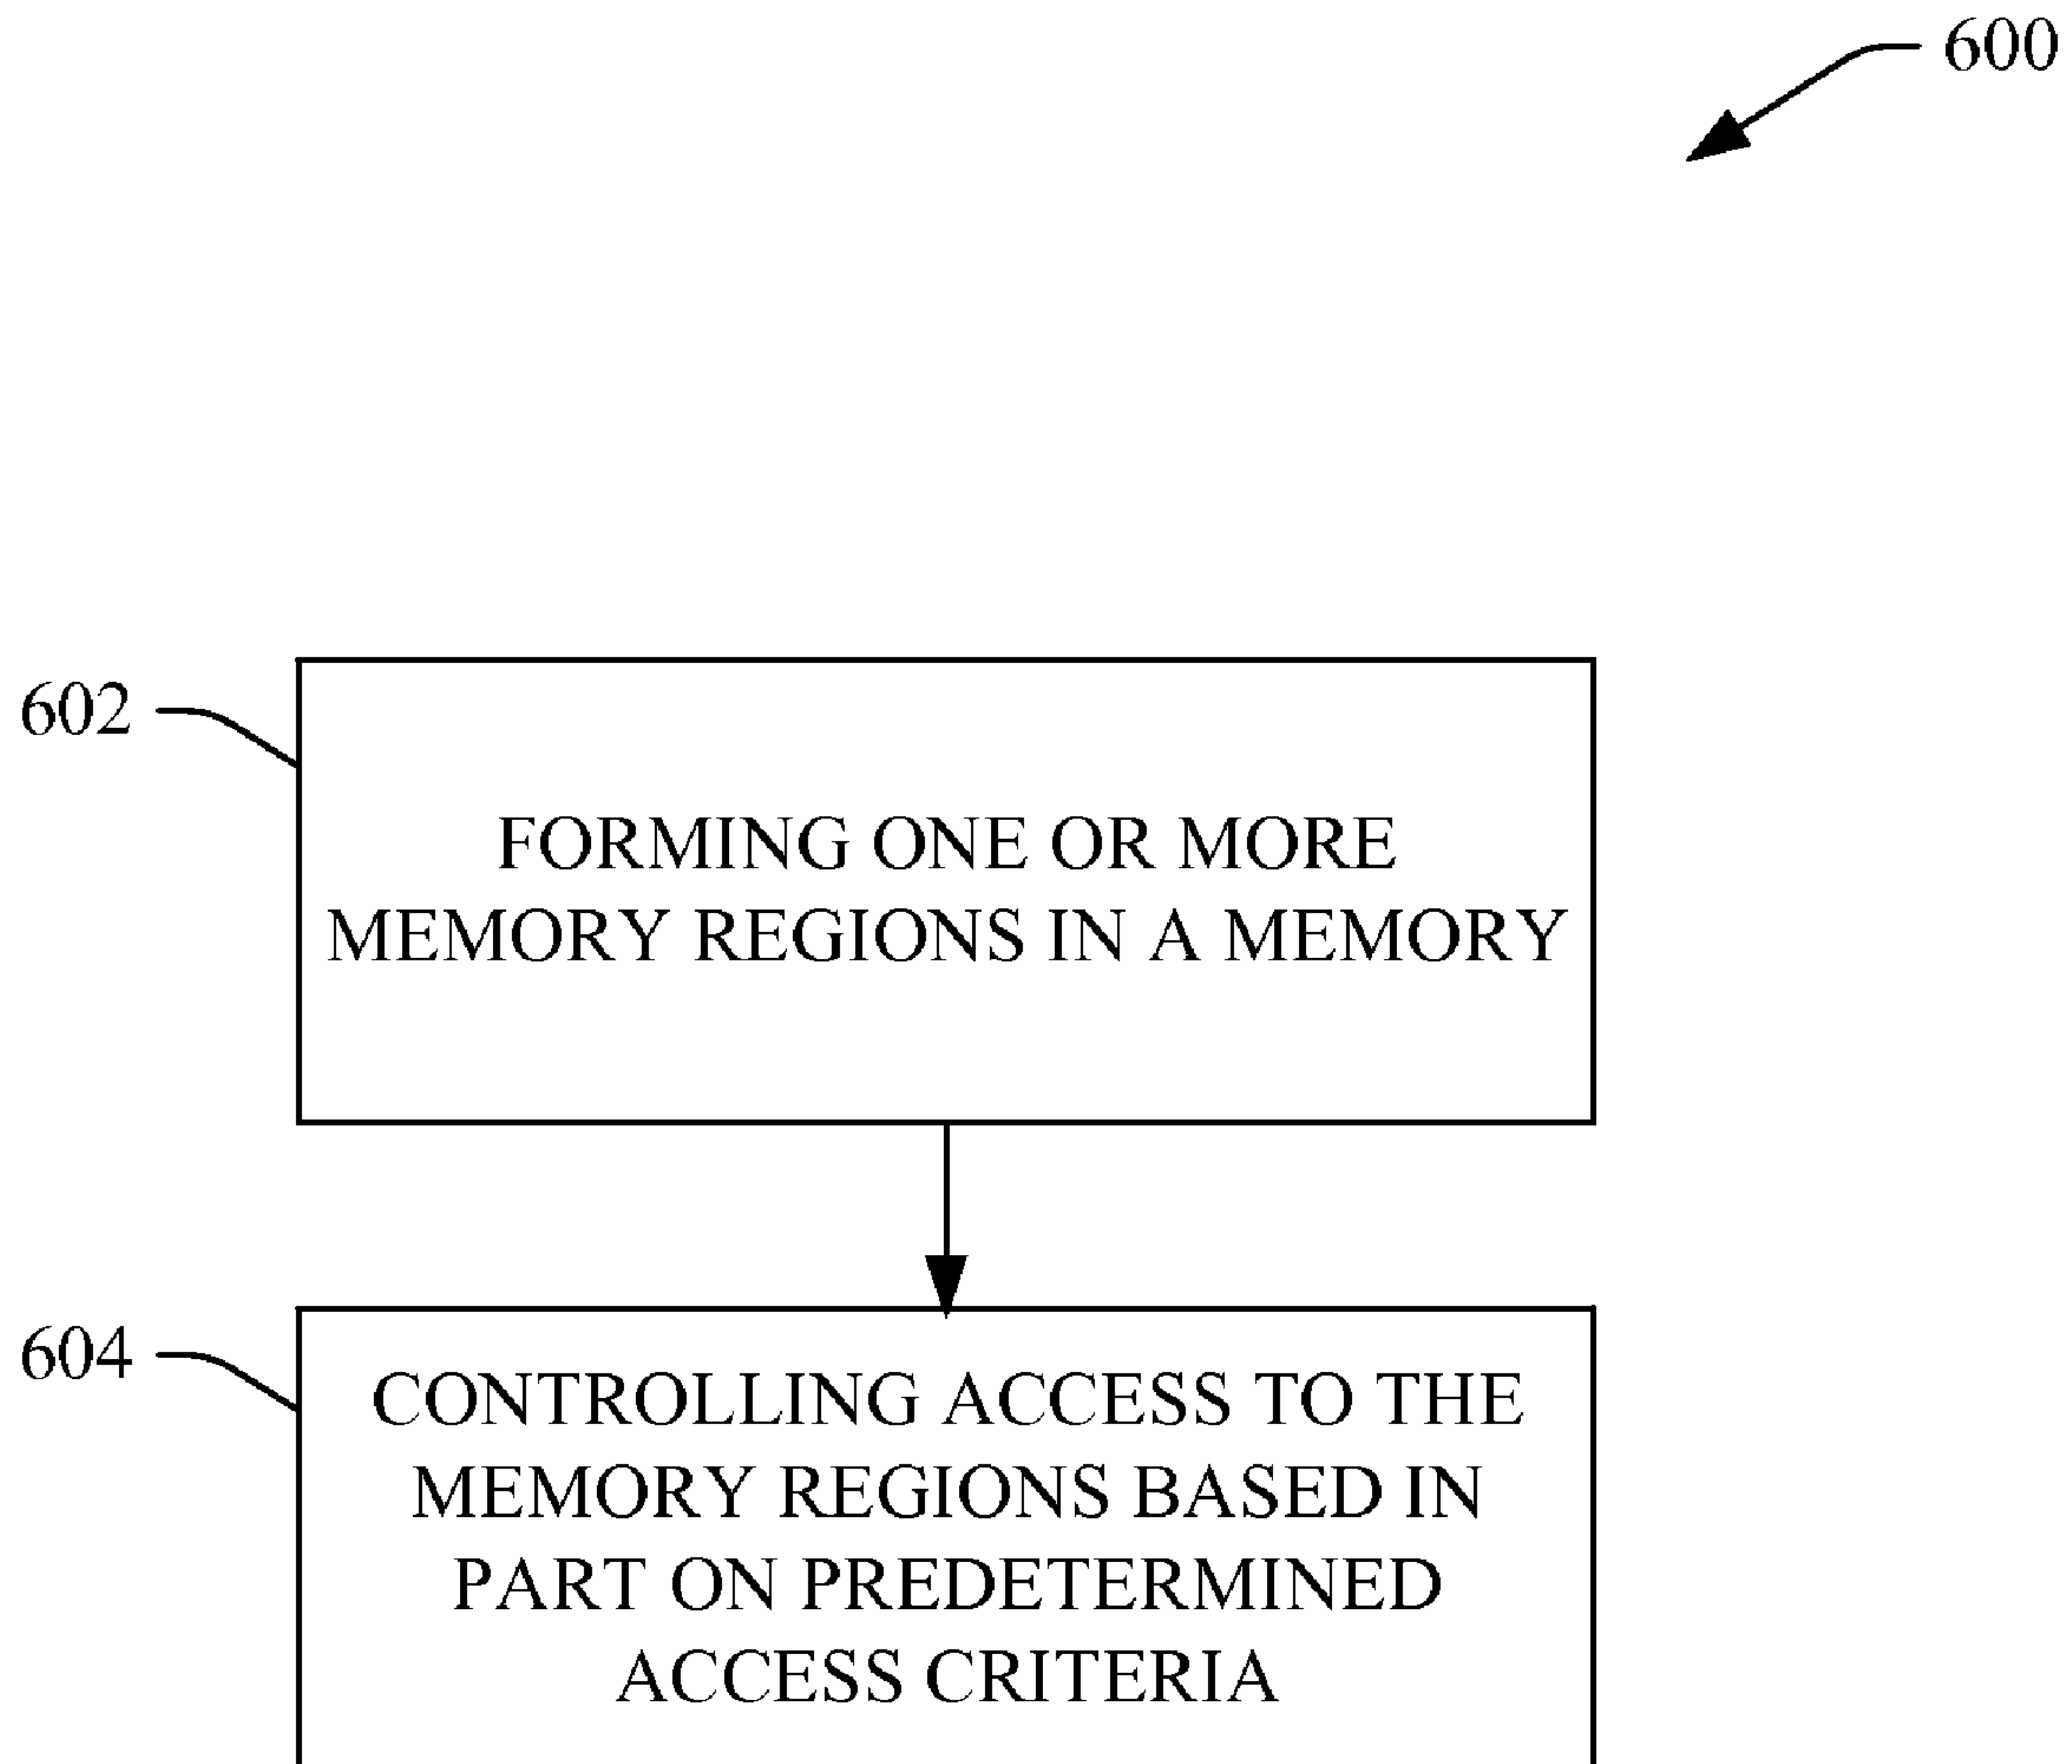 600
602
FORMING ONE OR MORE
MEMORY REGIONS IN A MEMORY
604
CONTROLLING ACCESS TO THE
MEMORY REGIONS BASED IN
PART ON PREDETERMINED
ACCESS CRITERIA